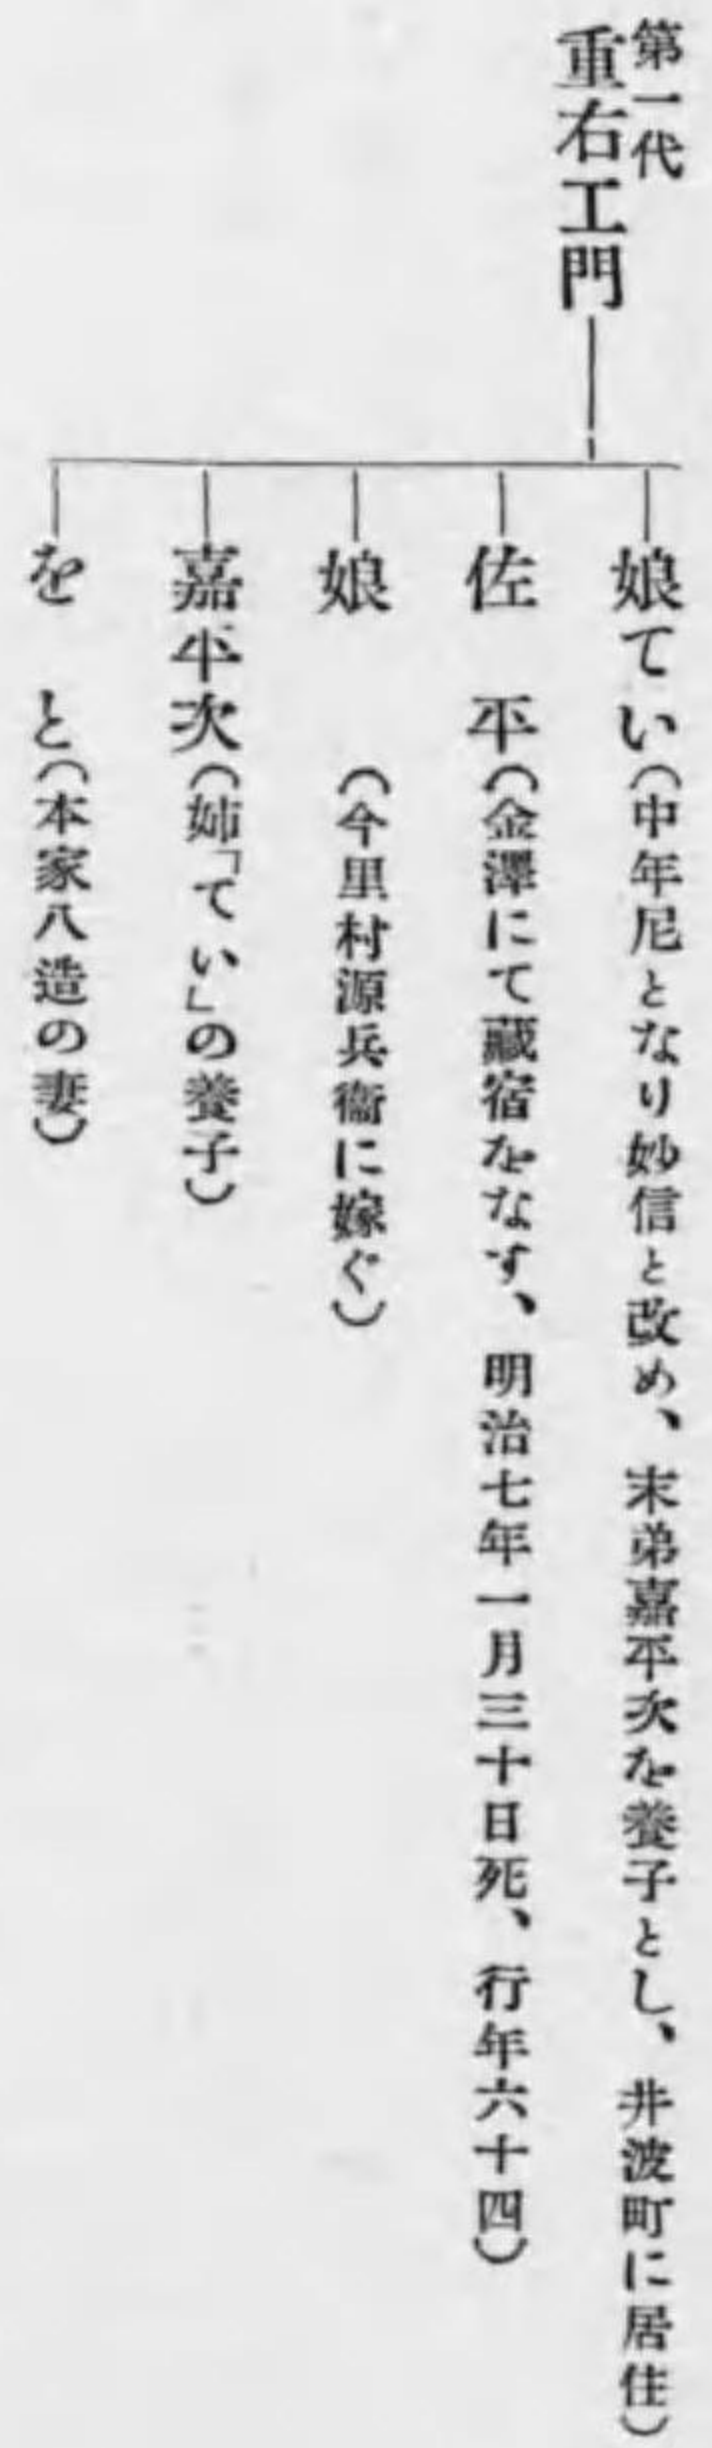 第一代
重右工門
娘てい(中年尼となり妙信と改め、末弟嘉平次を養子とし、井波町に居住)
佐平(金澤にて藏宿をなす、明治七年一月三十日死、行年六十四)
娘(今里村源兵衞に嫁ぐ)
嘉平次(姉「てい」の養子)
をと(本家八造の妻)